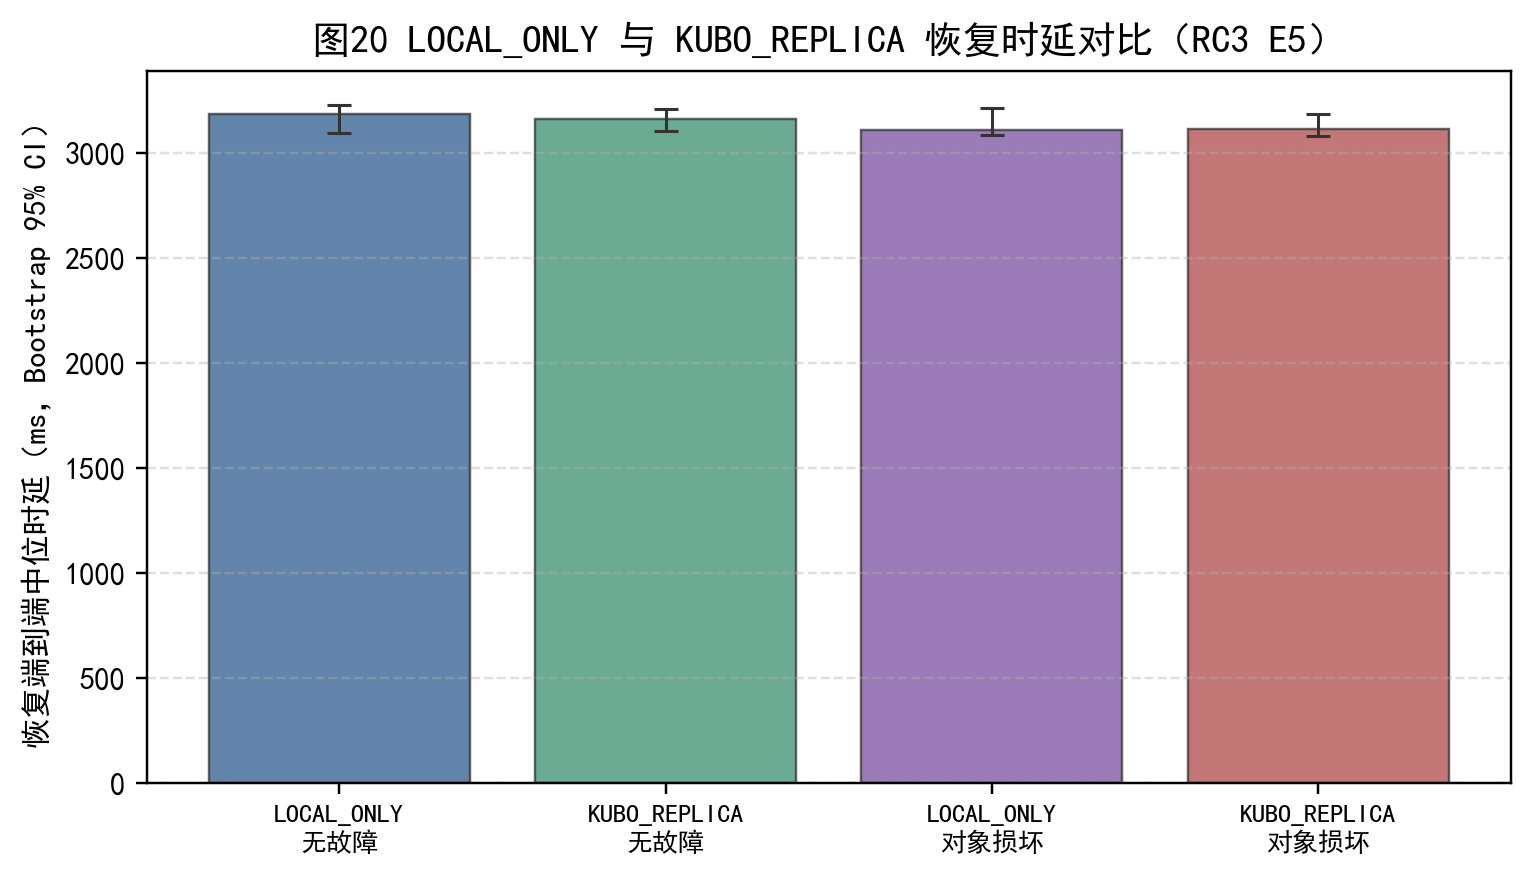 图20 LOCAL_ONLY 与 KUBO_REPLICA 恢复时延对比（RC3 E5）
恢复端到端中位时延（ms, Bootstrap 95% CI）
3000
2500
2000
1500
1000
500
0
LOCAL_ONLY
无故障
KUBO_REPLICA
无故障
LOCAL_ONLY
对象损坏
KUBO_REPLICA
对象损坏